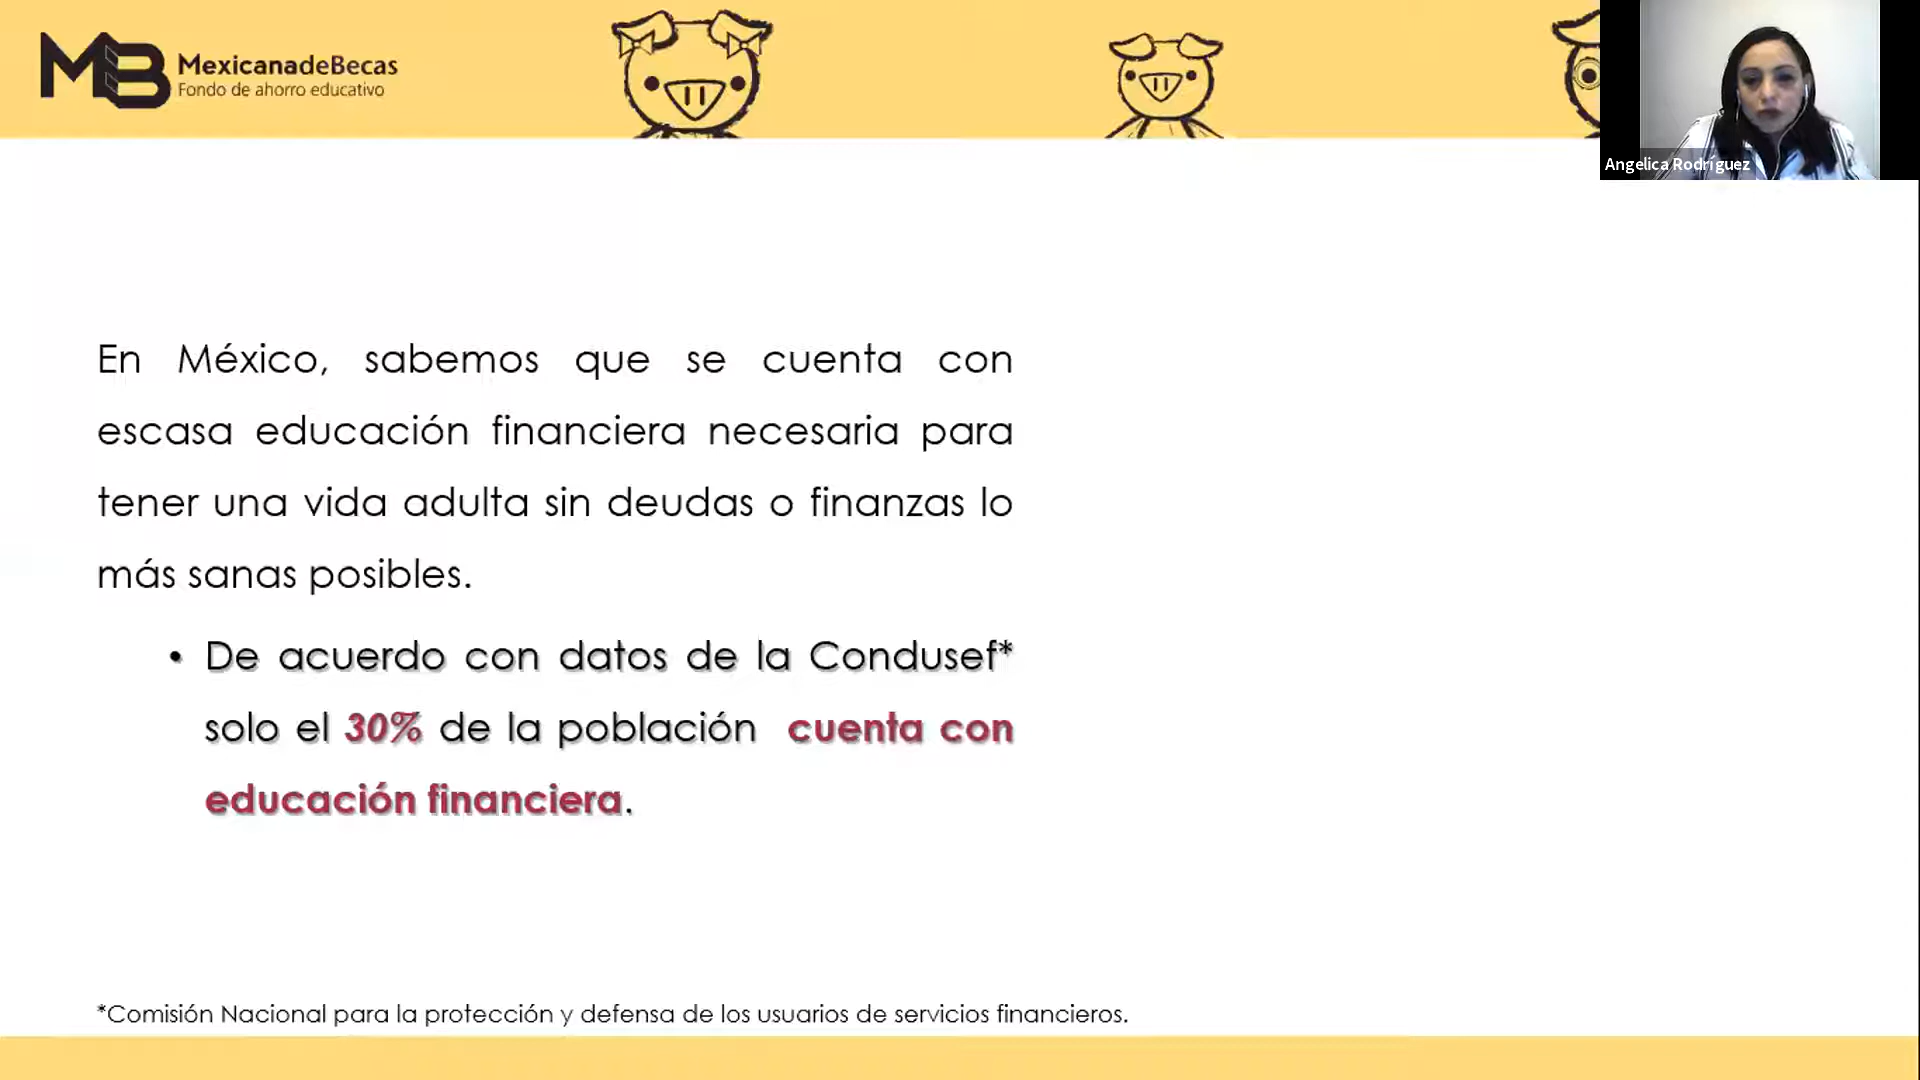 MB MexicanadeBecas
Fondo de ahorro educativo
Angelica Rodríguez
En México, sabemos que se cuenta con
escasa educación financiera necesaria para
tener una vida adulta sin deudas o finanzas lo
más sanas posibles.
• De acuerdo con datos de la Condusef*
solo el 30% de la población cuenta con
educación financiera.
*Comisión Nacional para la protección y defensa de los usuarios de servicios financieros.